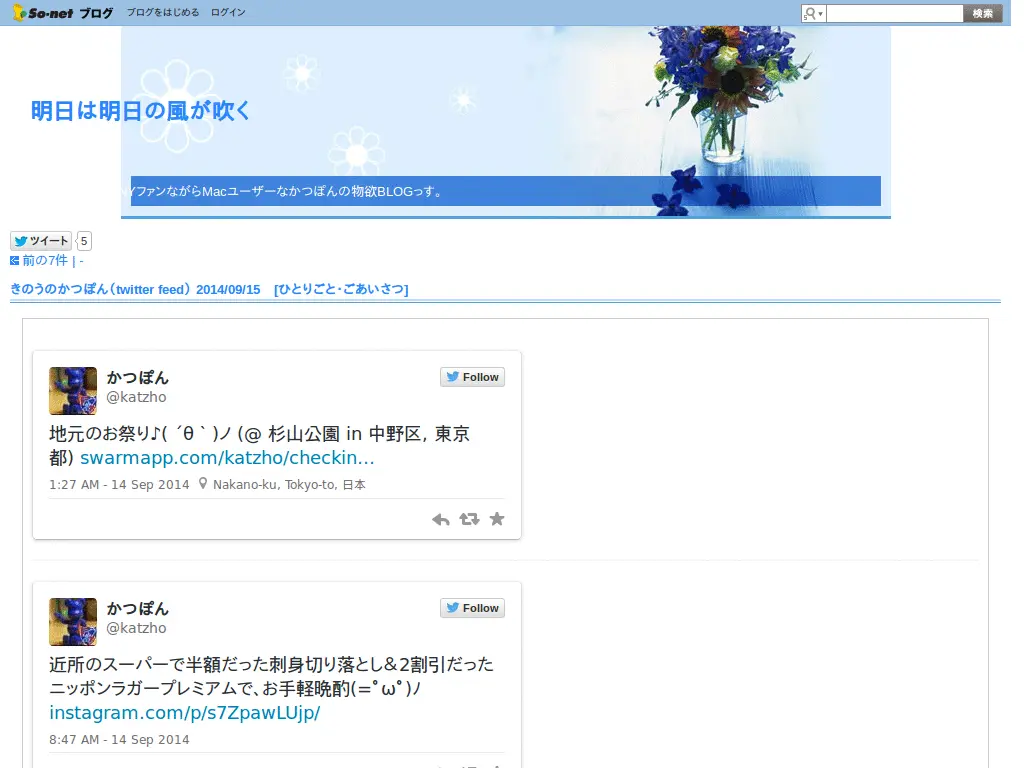 So-net ブログ ブログをはじめる ログイン 検索
明日は明日の風が吹く
YファンながらMacユーザーなかつぽんの物欲BLOGっす。
ツイート 5
前の7件 | -
きのうのかつぽん(twitter feed) 2014/09/15 [ひとりごと・ごあいさつ]
かつぽん
@katzho
Follow
地元のお祭り♪( ´θ｀)ノ (@ 杉山公園 in 中野区, 東京
都) swarmapp.com/katzho/checkin…
1:27 AM - 14 Sep 2014 Nakano-ku, Tokyo-to, 日本
かつぽん
@katzho
Follow
近所のスーパーで半額だった刺身切り落とし＆2割引だった
ニッポンラガープレミアムで、お手軽晩酌(=ﾟωﾟ)ﾉ
instagram.com/p/s7ZpawLUjp/
8:47 AM - 14 Sep 2014